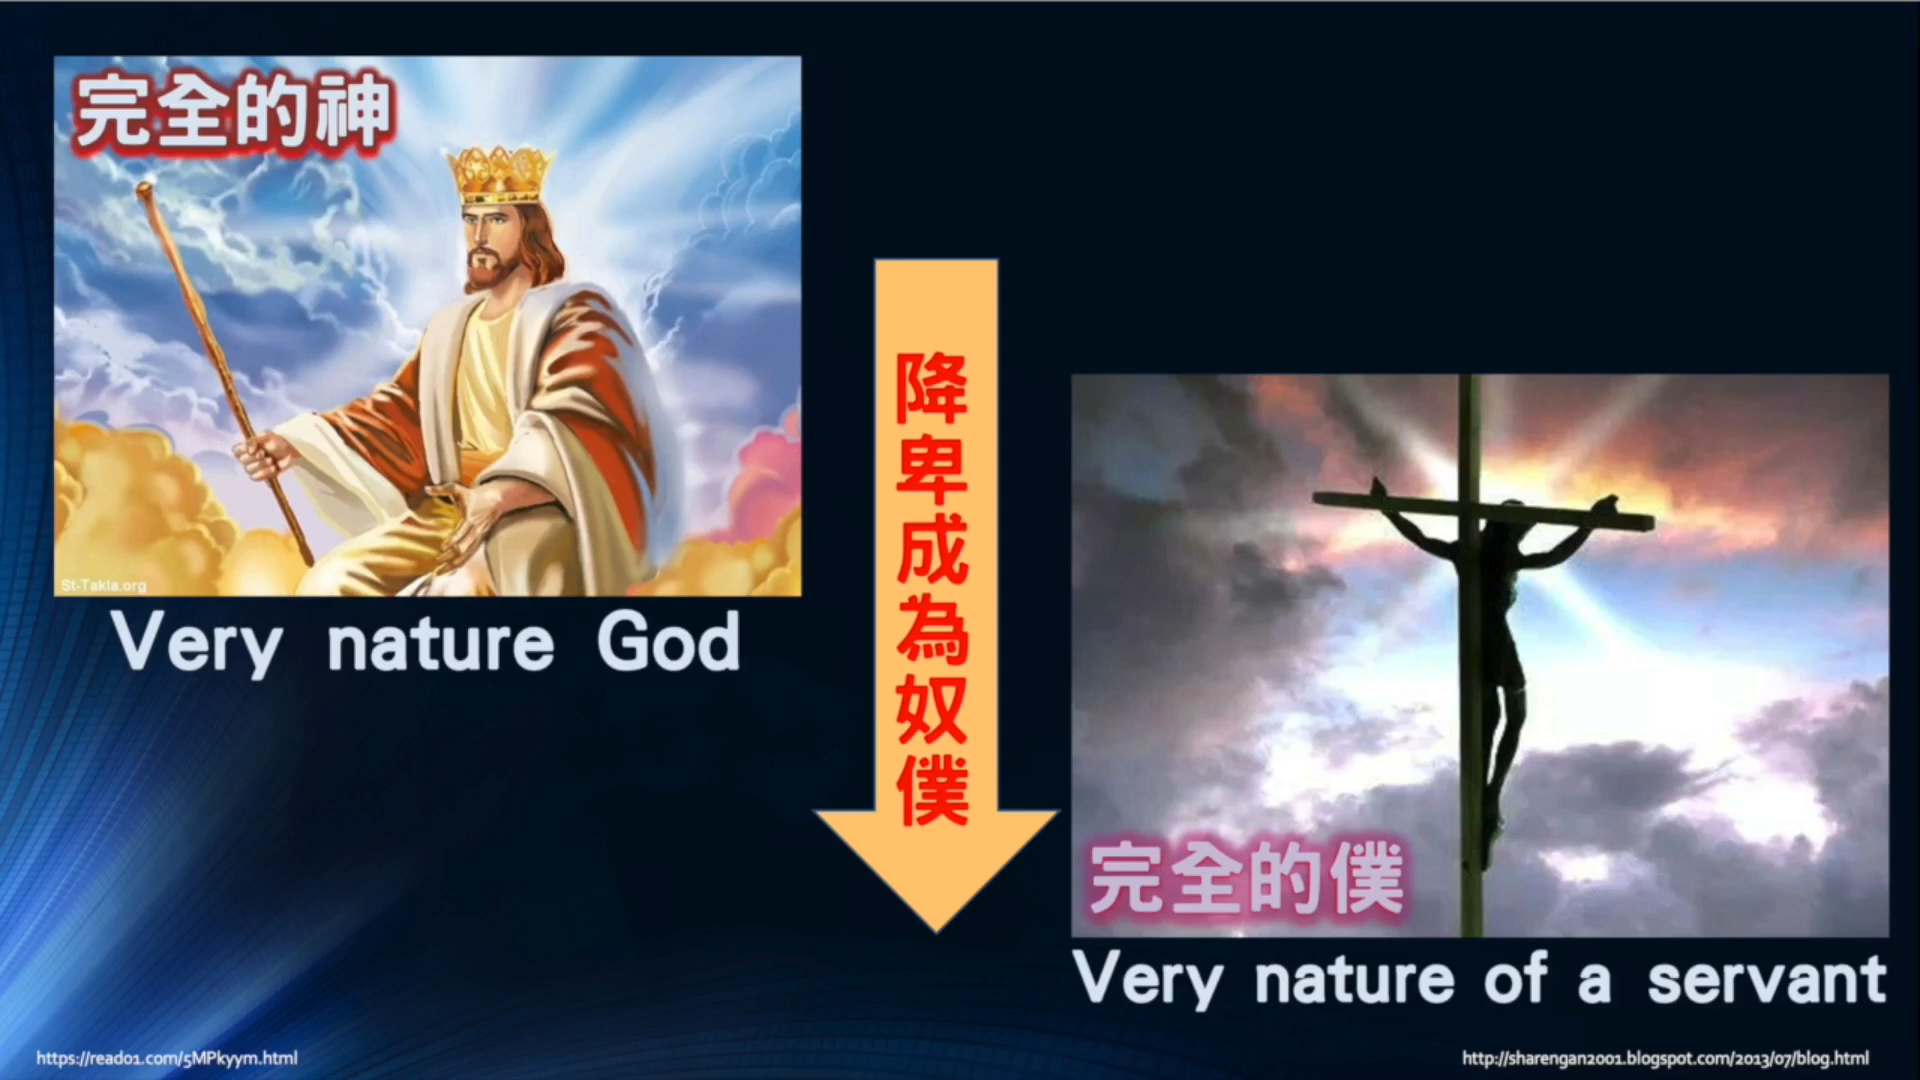 完全的神
St-Takla.org
Very nature God
降卑成為奴僕
完全的僕
Very nature of a servant
https://read01.com/5MPkyym.html
http://sharengan2001.blogspot.com/2013/07/blog.html